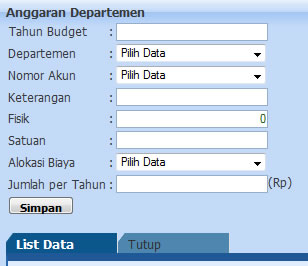 Anggaran Departemen
Tahun Budget :
Departemen : Pilih Data
Nomor Akun : Pilih Data
Keterangan :
Fisik : 0
Satuan :
Alokasi Biaya : Pilih Data
Jumlah per Tahun : (Rp)
Simpan
List Data Tutup